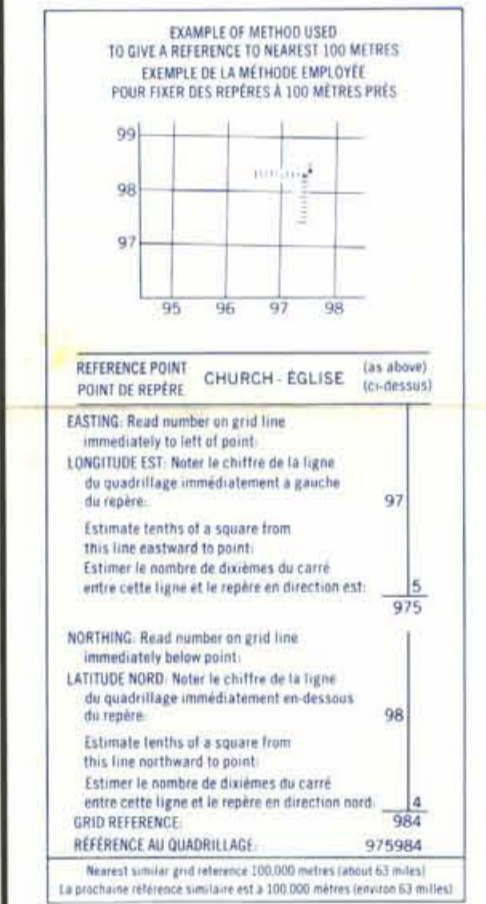 EXAMPLE OF METHOD USED
TO GIVE A REFERENCE TO NEAREST 100 METRES
EXEMPLE DE LA MÉTHODE EMPLOYÉE
POUR FIXER DES REPÈRES À 100 MÈTRES PRÈS
99
98
97
95 96 97 98
REFERENCE POINT
POINT DE REPÈRE
CHURCH - ÉGLISE
(as above)
(ci-dessus)
EASTING: Read number on grid line
immediately to left of point:
LONGITUDE EST: Noter le chiffre de la ligne
du quadrillage immédiatement à gauche
du repère: 97
Estimate tenths of a square from
this line eastward to point:
Estimer le nombre de dixièmes du carré
entre cette ligne et le repère en direction est: 5
975
NORTHING: Read number on grid line
immediately below point:
LATITUDE NORD: Noter le chiffre de la ligne
du quadrillage immédiatement en-dessous
du repère: 98
Estimate tenths of a square from
this line northward to point:
Estimer le nombre de dixièmes du carré
entre cette ligne et le repère en direction nord: 4
GRID REFERENCE: 984
RÉFÉRENCE AU QUADRILLAGE: 975984
Nearest similar grid reference 100,000 metres (about 63 miles)
La prochaine référence similaire est à 100,000 mètres (environ 63 milles)